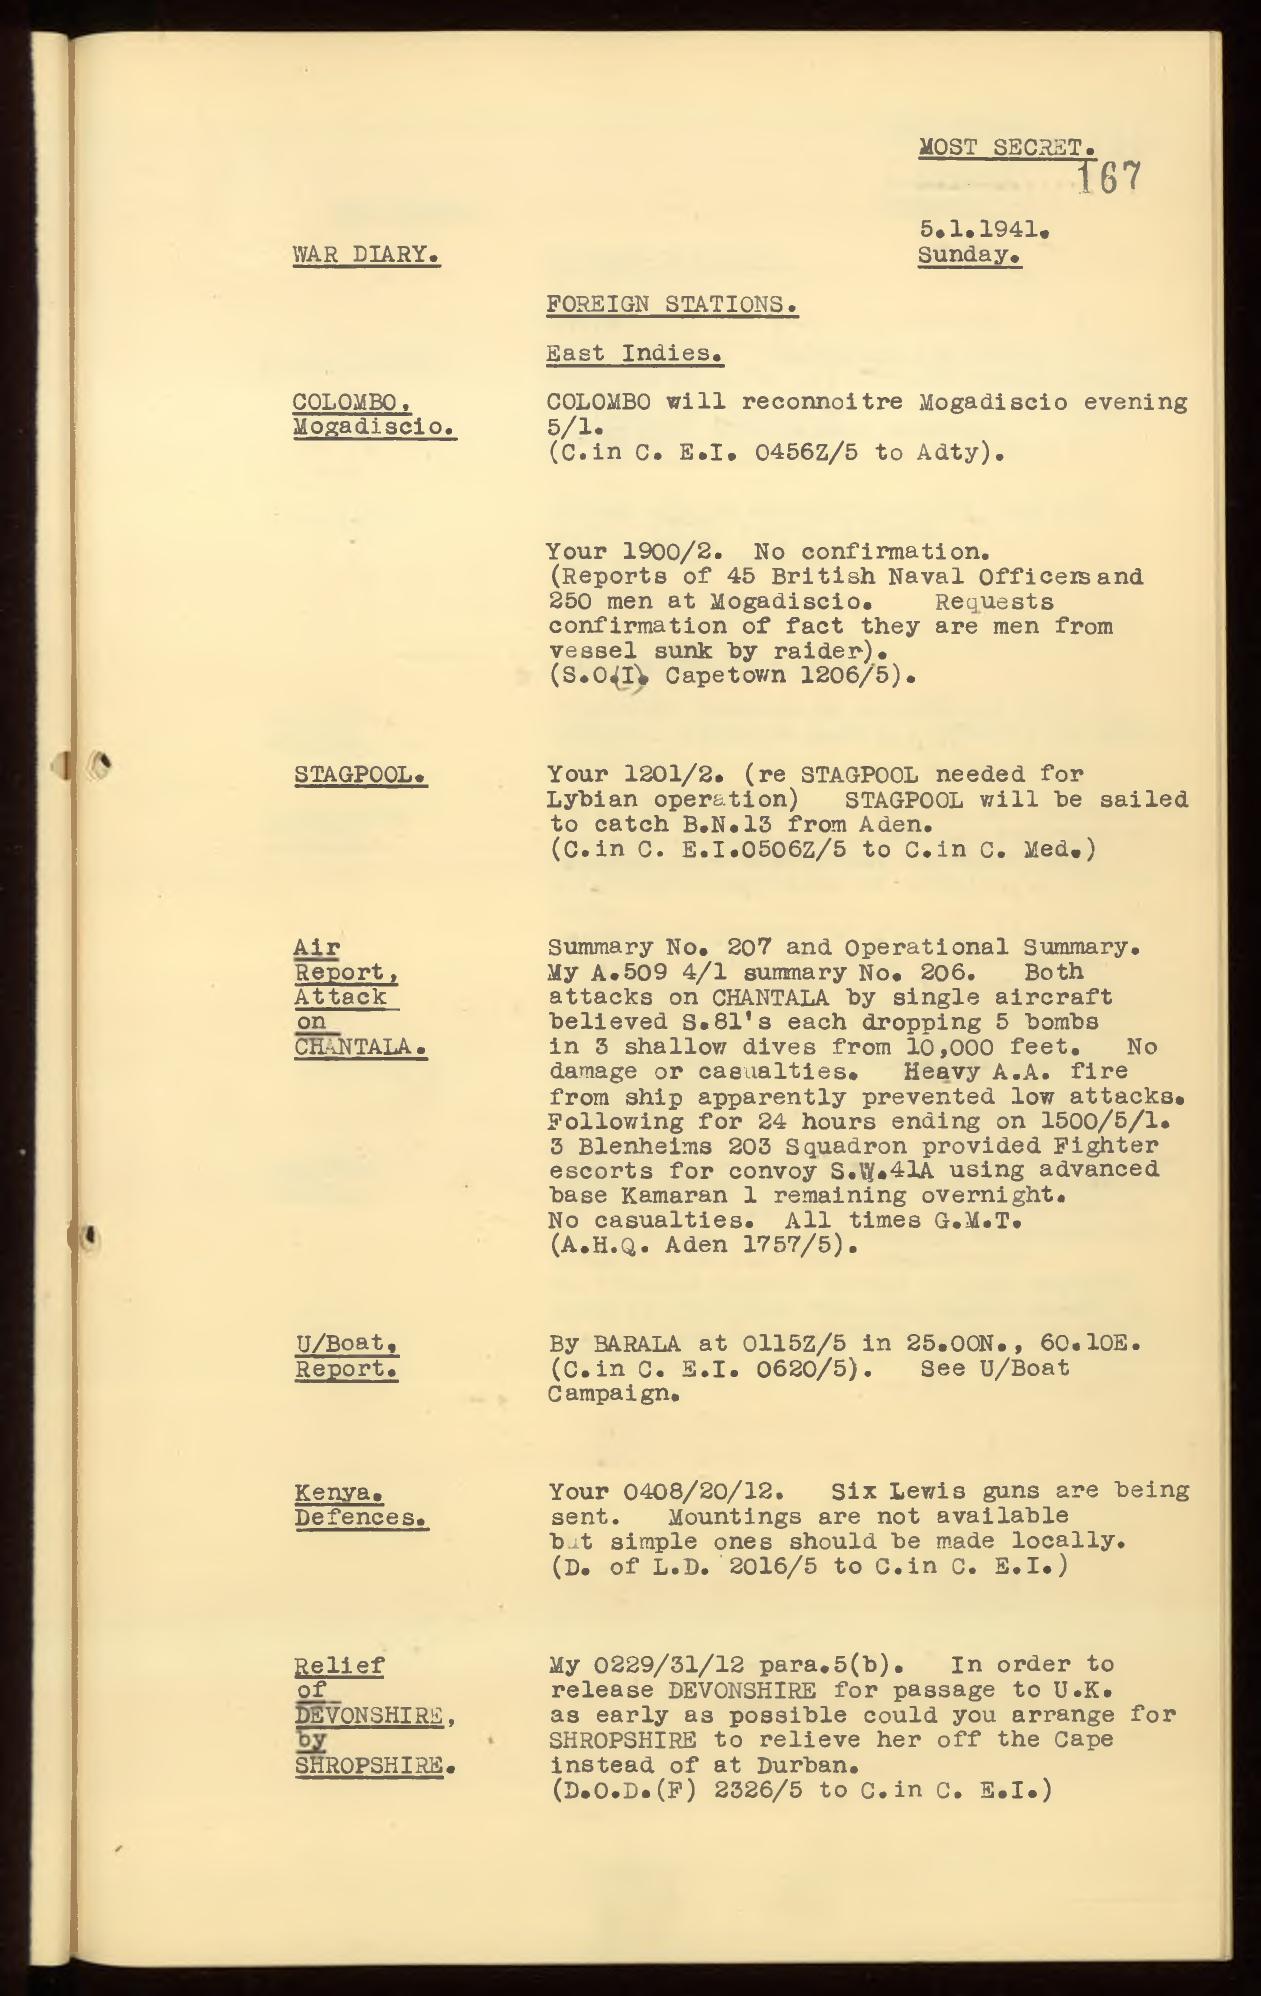 MOST SECRET.
167
5.1.1941.
WAR DIARY.
Sunday.
FOREIGN STATIONS.
East Indies.
COLOMBO,
Mogadiscio.
COLOMBO will reconnoitre Mogadiscio evening
5/1.
(C.in C. E.I. 0456Z/5 to Adty).
Your 1900/2. No confirmation.
(Reports of 45 British Naval Officers and
250 men at Mogadiscio. Requests
confirmation of fact they are men from
vessel sunk by raider).
(S.O.(I). Capetown 1206/5).
STAGPOOL.
Your 1201/2. (re STAGPOOL needed for
Lybian operation) STAGPOOL will be sailed
to catch B.N.13 from Aden.
(C.in C. E.I.0506Z/5 to C.in C. Med.)
Air
Report,
Attack
on
CHANTALA.
Summary No. 207 and Operational Summary.
My A.509 4/1 summary No. 206. Both
attacks on CHANTALA by single aircraft
believed S.81's each dropping 5 bombs
in 3 shallow dives from 10,000 feet. No
damage or casualties. Heavy A.A. fire
from ship apparently prevented low attacks.
Following for 24 hours ending on 1500/5/1.
3 Blenheims 203 Squadron provided Fighter
escorts for convoy S.W.41A using advanced
base Kamaran 1 remaining overnight.
No casualties. All times G.M.T.
(A.H.Q. Aden 1757/5).
U/Boat,
Report.
By BARALA at 0115Z/5 in 25.00N., 60.10E.
(C.in C. E.I. 0620/5). See U/Boat
Campaign.
Kenya.
Defences.
Your 0408/20/12. Six Lewis guns are being
sent. Mountings are not available
but simple ones should be made locally.
(D. of L.D. 2016/5 to C.in C. E.I.)
Relief
of
DEVONSHIRE,
by
SHROPSHIRE.
My 0229/31/12 para.5(b). In order to
release DEVONSHIRE for passage to U.K.
as early as possible could you arrange for
SHROPSHIRE to relieve her off the Cape
instead of at Durban.
(D.O.D.(F) 2326/5 to C.in C. E.I.)